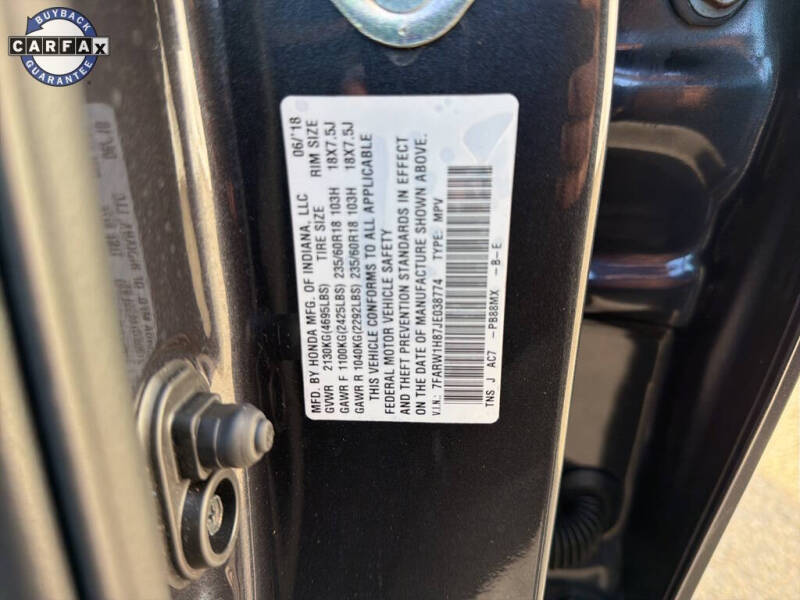 BUYBACK
CARFAX
GUARANTEE
MFD. BY HONDA MFG. OF INDIANA, LLC 06/'18
GVWR 2130KG(4695LBS) TIRE SIZE RIM SIZE
GAWR F 1100KG(2425LBS) 235/60R18 103H 18X7.5J
GAWR R 1040KG(2292LBS) 235/60R18 103H 18X7.5J
THIS VEHICLE CONFORMS TO ALL APPLICABLE
FEDERAL MOTOR VEHICLE SAFETY
AND THEFT PREVENTION STANDARDS IN EFFECT
ON THE DATE OF MANUFACTURE SHOWN ABOVE.
V.I.N.: 7FARW1H87JE038774 TYPE: MPV
TNS J AC7 -PB88MX -B-E